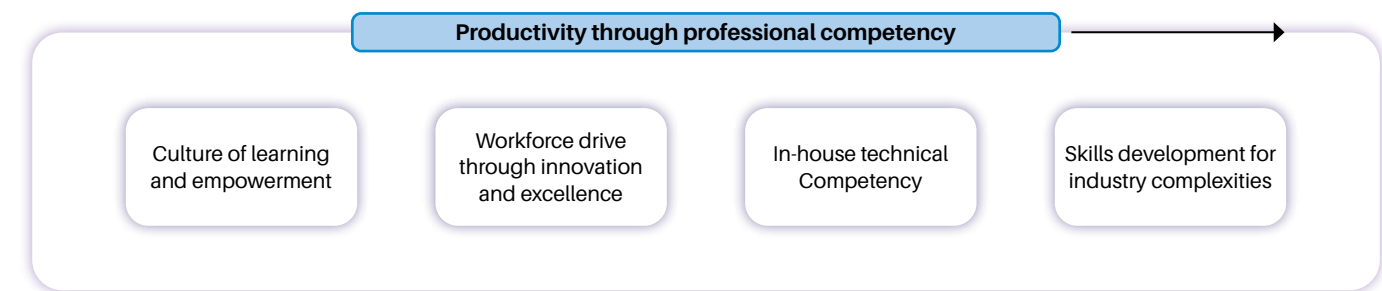 Productivity through professional competency
Culture of learning
and empowerment
Workforce drive
through innovation
and excellence
In-house technical
Competency
Skills development for
industry complexities